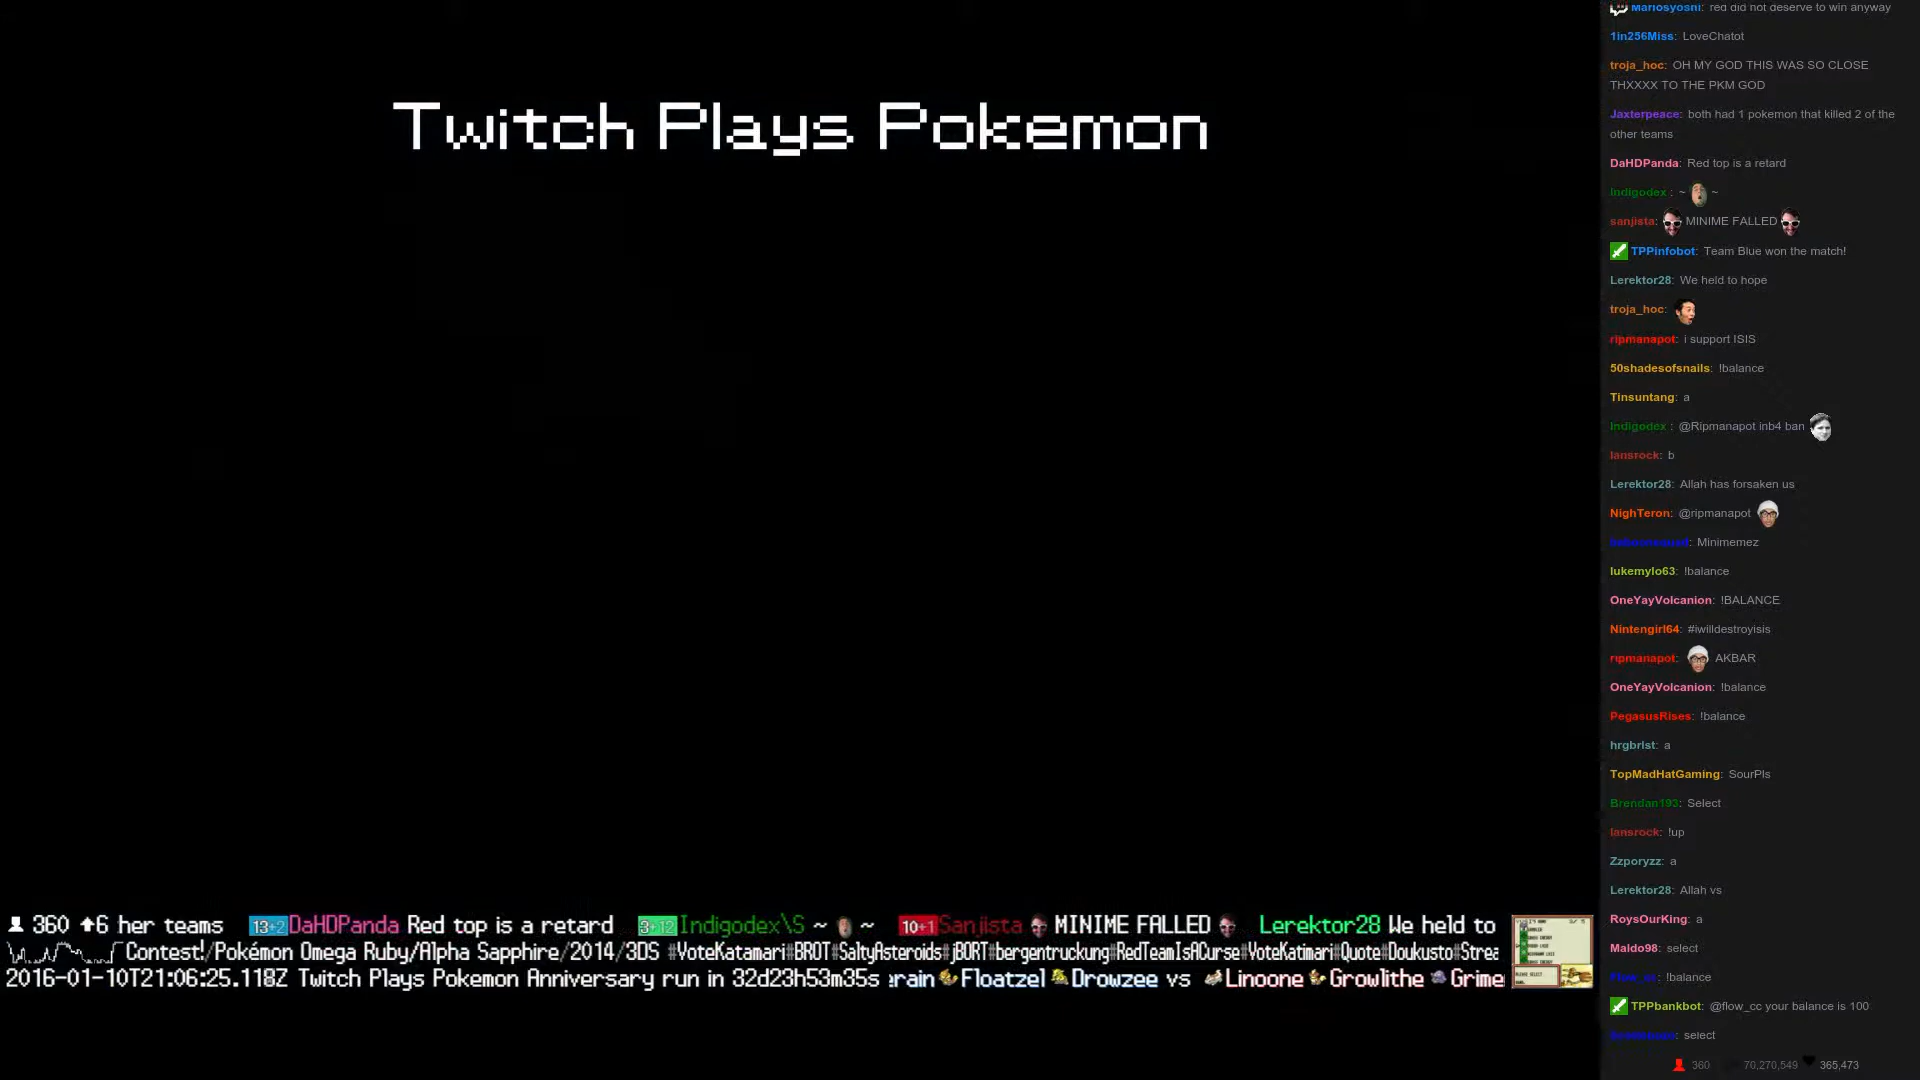 Twitch Plays Pokemon
Mariosyoshi: red did not deserve to win anyway
1in256Miss: LoveChatot
troja_hoc: OH MY GOD THIS WAS SO CLOSE
THXXXX TO THE PKM GOD
Jaxterpeace: both had 1 pokemon that killed 2 of the
other teams
DaHDPanda: Red top is a retard
Indigodex : ~ ~
sanjista: MINIME FALLED
TPPinfobot: Team Blue won the match!
Lerektor28: We held to hope
troja_hoc:
ripmanapot: i support ISIS
50shadesofsnails: !balance
Tinsuntang: a
Indigodex : @Ripmanapot inb4 ban
lansrock: b
Lerektor28: Allah has forsaken us
NighTeron: @ripmanapot
: Minimemez
lukemylo63: !balance
OneYayVolcanion: !BALANCE
Nintengirl64: #iwilldestroyisis
ripmanapot: AKBAR
OneYayVolcanion: !balance
PegasusRises: !balance
hrgbrlst: a
TopMadHatGaming: SourPls
Brendan193: Select
lansrock: !up
Zzporyzz: a
Lerektor28: Allah vs
RoysOurKing: a
Maldo98: select
Flow_cc: !balance
TPPbankbot: @flow_cc your balance is 100
: select
360 70,270,549 365,473
360 6 her teams 13+2 DaHDPanda Red top is a retard 3+12 Indigodex\S ~ ~ 10+1 Sanjista MINIME FALLED Lerektor28 We held to
Contest!/Pokémon Omega Ruby/Alpha Sapphire/2014/3DS #VoteKatamari#BROT#SaltyAsteroids#jBORT#bergentruckung#RedTeamIsACurse#VoteKatimari#Quote#Doukusto#Strea
2016-01-10T21:06:25.118Z Twitch Plays Pokemon Anniversary run in 32d23h53m35s erain Floatzel Drowzee vs Linoone Growlithe Grime